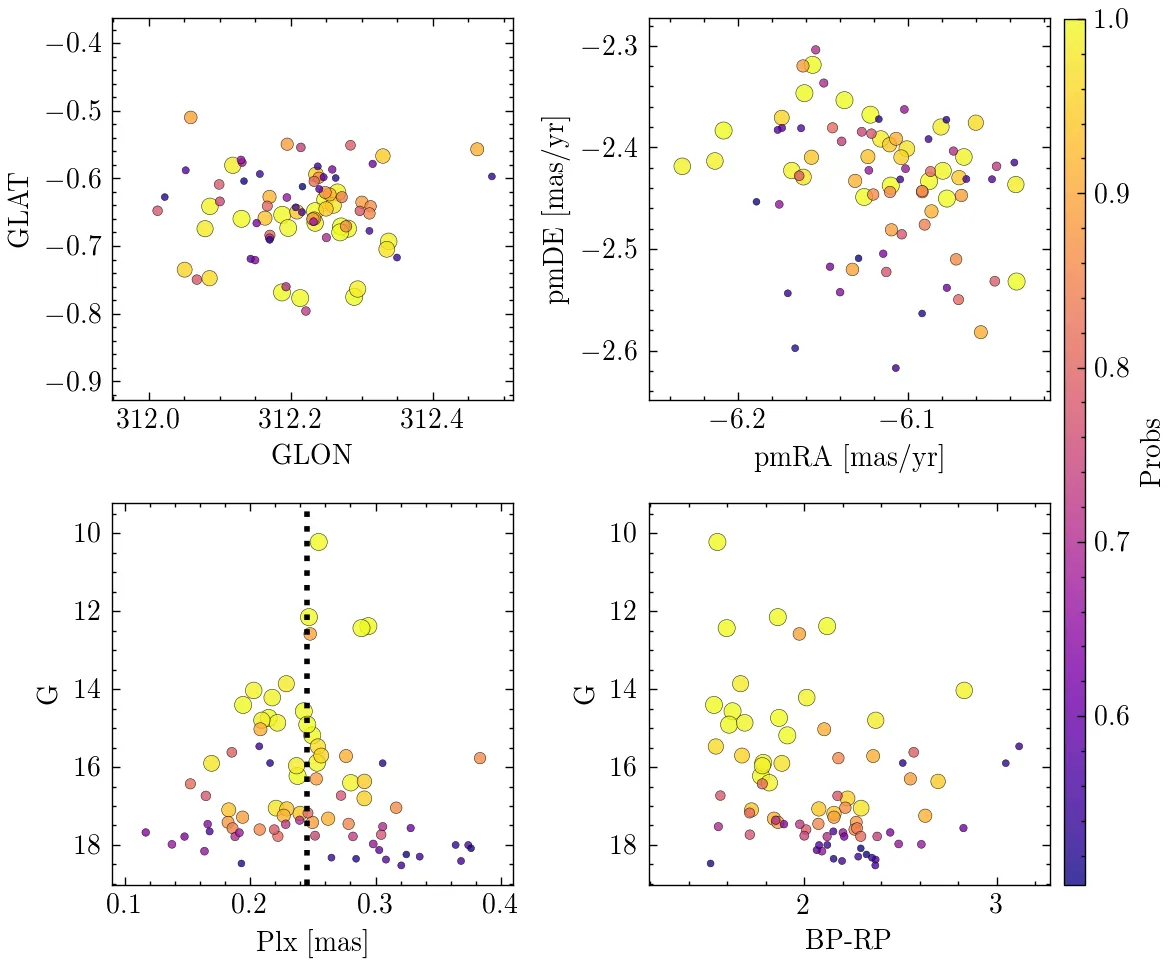 −0.4
−0.5
−0.6
−0.7
−0.8
−0.9
GLAT
312.0 312.2 312.4
GLON
−2.3
−2.4
−2.5
−2.6
pmDE [mas/yr]
−6.2 −6.1
pmRA [mas/yr]
1.0
0.9
0.8
0.7
0.6
Probs
10
12
14
16
18
G
0.1 0.2 0.3 0.4
Plx [mas]
10
12
14
16
18
G
2 3
BP-RP